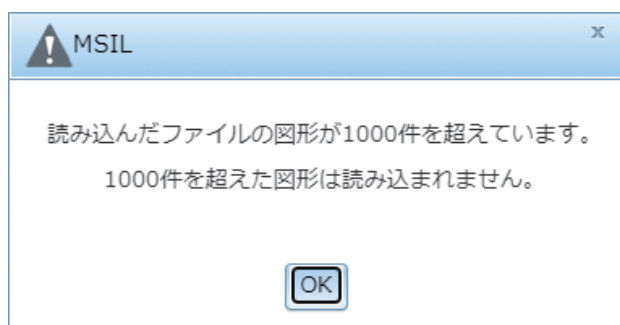 MSIL
x
読み込んだファイルの図形が1000件を超えています。
1000件を超えた図形は読み込まれません。
OK